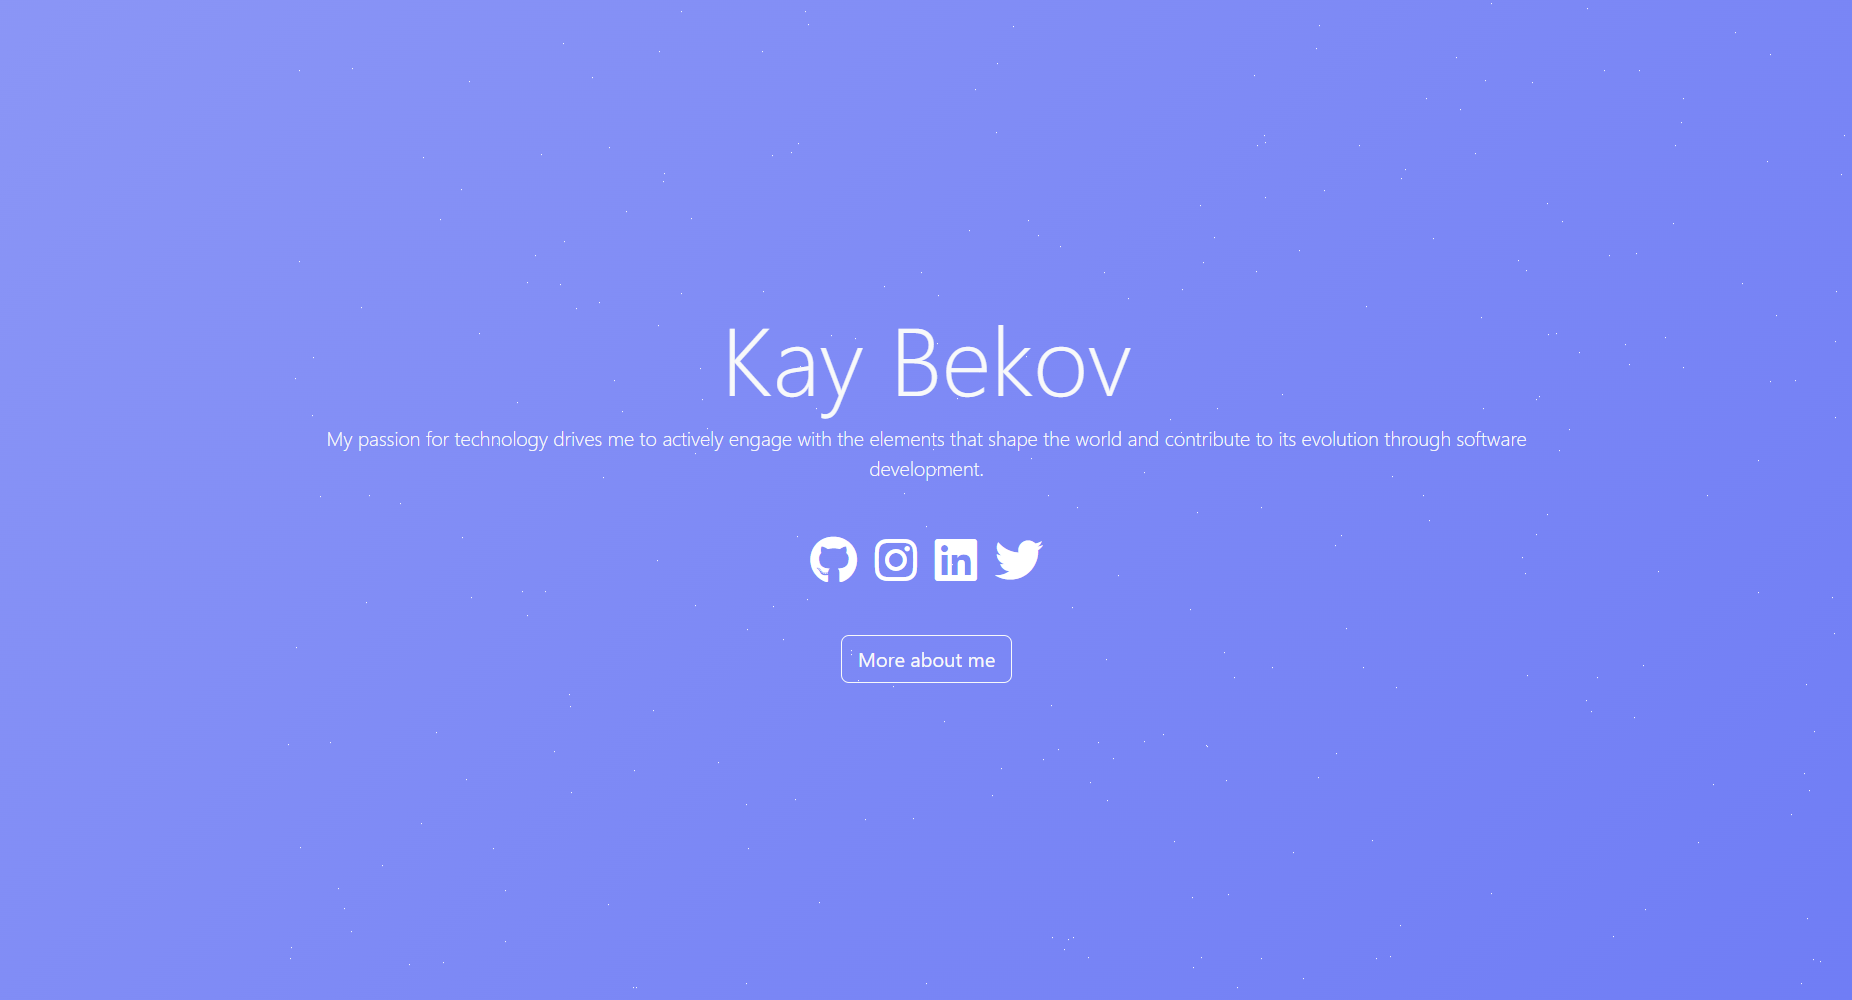 Kay Bekov
My passion for technology drives me to actively engage with the elements that shape the world and contribute to its evolution through software
development.
in
More about me